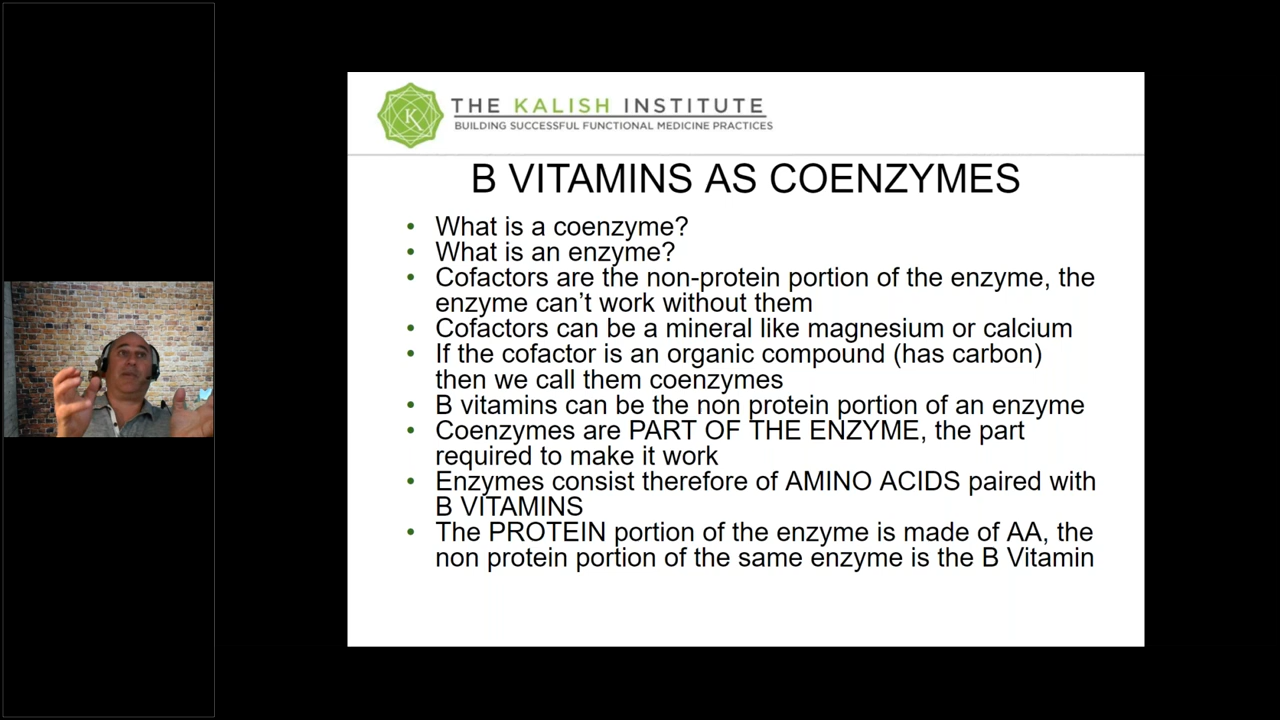 THE KALISH INSTITUTE
BUILDING SUCCESSFUL FUNCTIONAL MEDICINE PRACTICES
K
B VITAMINS AS COENZYMES
• What is a coenzyme?
• What is an enzyme?
• Cofactors are the non-protein portion of the enzyme, the
enzyme can’t work without them
• Cofactors can be a mineral like magnesium or calcium
• If the cofactor is an organic compound (has carbon)
then we call them coenzymes
• B vitamins can be the non protein portion of an enzyme
• Coenzymes are PART OF THE ENZYME, the part
required to make it work
• Enzymes consist therefore of AMINO ACIDS paired with
B VITAMINS
• The PROTEIN portion of the enzyme is made of AA, the
non protein portion of the same enzyme is the B Vitamin